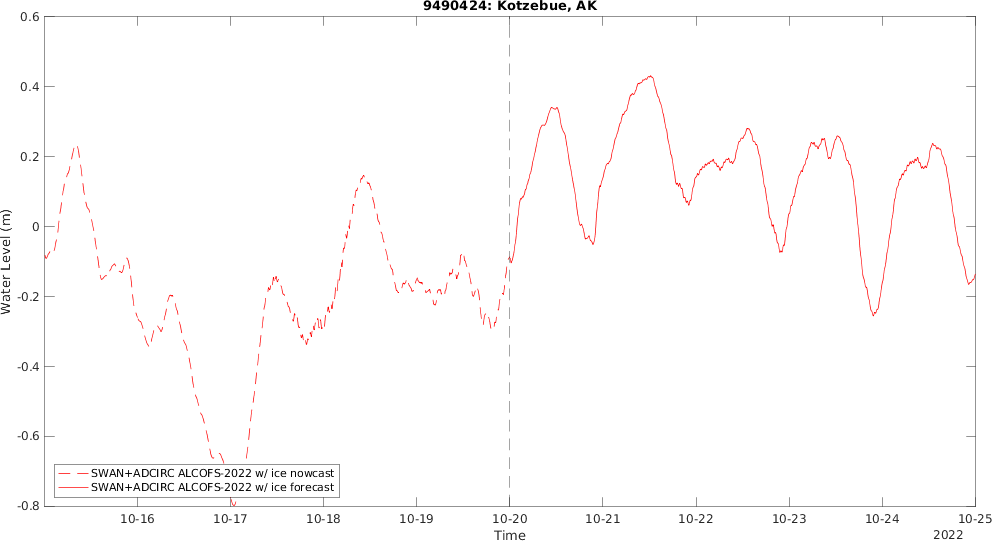 9490424: Kotzebue, AK
Water Level (m)
0.6
0.4
0.2
0
-0.2
-0.4
-0.6
-0.8
SWAN+ADCIRC ALCOFS-2022 w/ ice nowcast
SWAN+ADCIRC ALCOFS-2022 w/ ice forecast
10-16 10-17 10-18 10-19 10-20 10-21 10-22 10-23 10-24 10-25
Time
2022